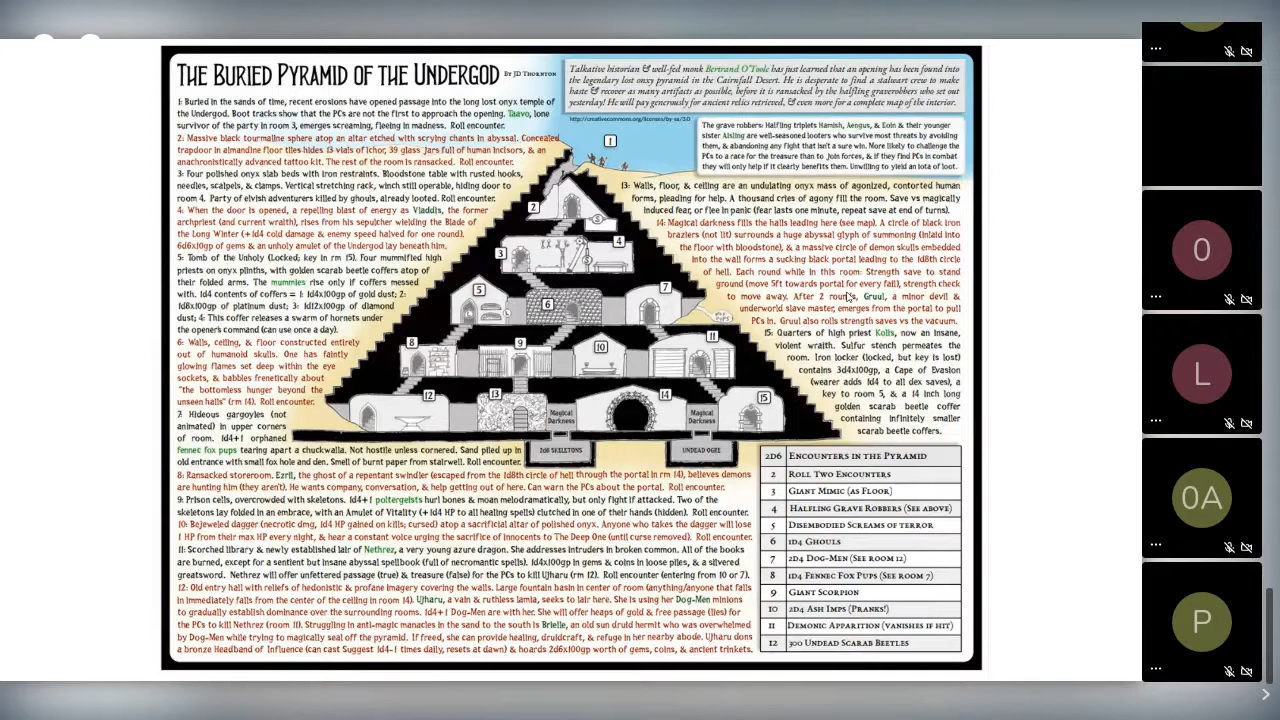 THE BURIED PYRAMID OF THE UNDERGOD BY JD THORNTON
Talkative historian & well-fed monk Bertrand O'Toole has just learned that an opening has been found into
the legendary lost onyx pyramid in the Cairnfall Desert. He is desperate to find a stalwart crew to make
haste & recover as many artifacts as possible, before it is ransacked by the halfling graverobbers who set out
yesterday! He will pay generously for ancient relics retrieved, & even more for a complete map of the interior.
http://creativecommons.org/licenses/by-sa/3.0
The grave robbers: Halfling triplets Hamish, Aengus, & Eoin & their younger
sister Aisling are well-seasoned looters who survive most threats by avoiding
them, & abandoning any fight that isn't a sure win. More likely to challenge the
PCs to a race for the treasure than to join forces, & if they find PCs in combat
they will only help if it clearly benefits them. Unwilling to yield an iota of loot.
1: Buried in the sands of time, recent erosions have opened passage into the long lost onyx temple of
the Undergod. Boot tracks show that the PCs are not the first to approach the opening. Taavo, lone
survivor of the party in room 3, emerges screaming, fleeing in madness. Roll encounter.
2: Massive black tourmaline sphere atop an altar etched with scrying chants in abyssal. Concealed
trapdoor in almandine floor tiles hides 13 vials of ichor, 39 glass jars full of human incisors, & an
anachronistically advanced tattoo kit. The rest of the room is ransacked. Roll encounter.
3: Four polished onyx slab beds with iron restraints. Bloodstone table with rusted hooks,
needles, scalpels, & clamps. Vertical stretching rack, winch still operable, hiding door to
room 4. Party of elvish adventurers killed by ghouls, already looted. Roll encounter.
4: When the door is opened, a repelling blast of energy as Vladdis, the former
archpriest (and current wraith), rises from his sepulcher wielding the Blade of
the Long Winter (+1d4 cold damage & enemy speed halved for one round).
6d6x10gp of gems & an unholy amulet of the Undergod lay beneath him.
5: Tomb of the Unholy (Locked; key in rm 15). Four mummified high
priests on onyx plinths, with golden scarab beetle coffers atop of
their folded arms. The mummies rise only if coffers messed
with. 1d4 contents of coffers = 1: 1d4x100gp of gold dust; 2:
1d8x100gp of platinum dust; 3: 1d12x100gp of diamond
dust; 4: This coffer releases a swarm of hornets under
the opener's command (can use once a day).
6: Walls, ceiling, & floor constructed entirely
out of humanoid skulls. One has faintly
glowing flames set deep within the eye
sockets, & babbles frenetically about
"the bottomless hunger beyond the
unseen halls" (rm 14). Roll encounter.
7: Hideous gargoyles (not
animated) in upper corners
of room. 1d4+1 orphaned
fennec fox pups tearing apart a chuckwalla. Not hostile unless cornered. Sand piled up in
old entrance with small fox hole and den. Smell of burnt paper from stairwell. Roll encounter.
8: Ransacked storeroom. Ezril, the ghost of a repentant swindler (escaped from the 1d8th circle of hell through the portal in rm 14), believes demons
are hunting him (they aren't). He wants company, conversation, & help getting out of here. Can warn the PCs about the portal. Roll encounter.
9: Prison cells, overcrowded with skeletons. 1d4+1 poltergeists hurl bones & moan melodramatically, but only fight if attacked. Two of the
skeletons lay folded in an embrace, with an Amulet of Vitality (+1d4 HP to all healing spells) clutched in one of their hands (hidden). Roll encounter.
10: Bejeweled dagger (necrotic dmg, 1d4 HP gained on kills; cursed) atop a sacrificial altar of polished onyx. Anyone who takes the dagger will lose
1 HP from their max HP every night, & hear a constant voice urging the sacrifice of innocents to The Deep One (until curse removed). Roll encounter.
11: Scorched library & newly established lair of Nethrez, a very young azure dragon. She addresses intruders in broken common. All of the books
are burned, except for a sentient but insane abyssal spellbook (full of necromantic spells). 1d4x100gp in gems & coins in loose piles, & a silvered
greatsword. Nethrez will offer unfettered passage (true) & treasure (false) for the PCs to kill Ujharu (rm 12). Roll encounter (entering from 10 or 7).
12: Old entry hall with reliefs of hedonistic & profane imagery covering the walls. Large fountain basin in center of room (anything/anyone that falls
in immediately falls from the center of the ceiling in room 14). Ujharu, a vain & ruthless lamia, seeks to lair here. She is using her Dog-Men minions
to gradually establish dominance over the surrounding rooms. 1d4+1 Dog-Men are with her. She will offer heaps of gold & free passage (lies) for
the PCs to kill Nethrez (room 11). Struggling in anti-magic manacles in the sand to the south is Brielle, an old sun druid hermit who was overwhelmed
by Dog-Men while trying to magically seal off the pyramid. If freed, she can provide healing, druidcraft, & refuge in her nearby abode. Ujharu dons
a bronze Headband of Influence (can cast Suggest 1d4-1 times daily, resets at dawn) & hoards 2d6x100gp worth of gems, coins, & ancient trinkets.
13: Walls, floor, & ceiling are an undulating onyx mass of agonized, contorted human
forms, pleading for help. A thousand cries of agony fill the room. Save vs magically
induced fear, or flee in panic (fear lasts one minute, repeat save at end of turns).
14: Magical darkness fills the halls leading here (see map). A circle of black iron
braziers (not lit) surrounds a huge abyssal glyph of summoning (inlaid into
the floor with bloodstone), & a massive circle of demon skulls embedded
into the wall forms a sucking black portal leading to the 1d8th circle
of hell. Each round while in this room: Strength save to stand
ground (move 5ft towards portal for every fail), strength check
to move away. After 2 rounds, Gruul, a minor devil &
underworld slave master, emerges from the portal to pull
PCs in. Gruul also rolls strength saves vs the vacuum.
15: Quarters of high priest Kolis, now an insane,
violent wraith. Sulfur stench permeates the
room. Iron locker (locked, but key is lost)
contains 3d4x100gp, a Cape of Evasion
(wearer adds 1d4 to all dex saves), a
key to room 5, & a 14 inch long
golden scarab beetle coffer
containing infinitely smaller
scarab beetle coffers.
1
2
3
4
5
6
7
8
9
10
11
12
13
Magical
Darkness
14
Magical
Darkness
15
2d6 SKELETONS
UNDEAD OGRE
2D6 ENCOUNTERS IN THE PYRAMID
2 ROLL TWO ENCOUNTERS
3 GIANT MIMIC (AS FLOOR)
4 HALFLING GRAVE ROBBERS (SEE ABOVE)
5 DISEMBODIED SCREAMS OF TERROR
6 1D4 GHOULS
7 2D4 DOG-MEN (SEE ROOM 12)
8 1D4 FENNEC FOX PUPS (SEE ROOM 7)
9 GIANT SCORPION
10 2D4 ASH IMPS (PRANKS!)
11 DEMONIC APPARITION (VANISHES IF HIT)
12 300 UNDEAD SCARAB BEETLES
0
L
0A
P